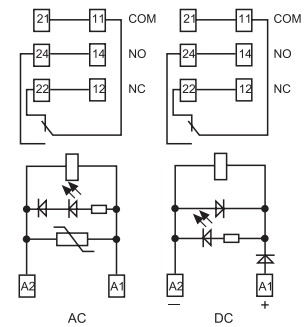 21 11 COM 21 11 COM
24 14 NO 24 14 NO
22 12 NC 22 12 NC
A2 A1 A2 A1
— +
AC DC